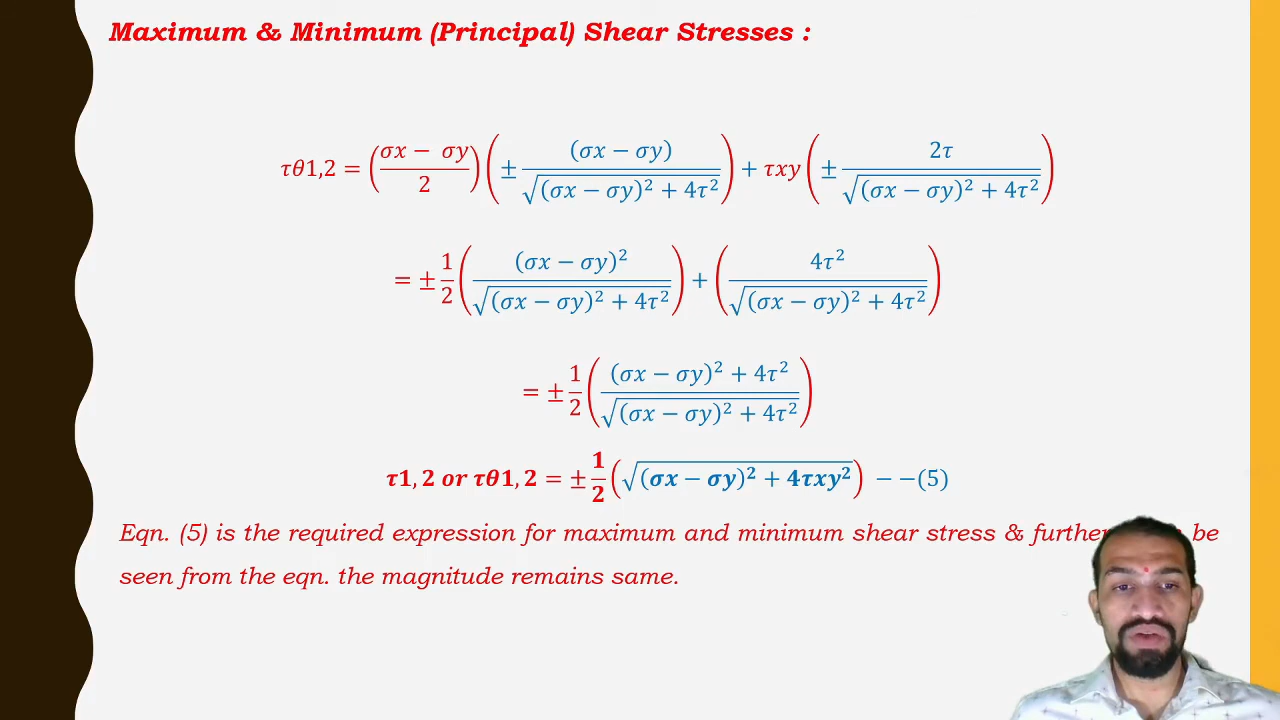 Maximum & Minimum (Principal) Shear Stresses :
τθ1,2 = ((σx − σy)/2) (± (σx − σy)/√((σx − σy)² + 4τ²)) + τxy (± 2τ/√((σx − σy)² + 4τ²))
= ± 1/2 ((σx − σy)²/√((σx − σy)² + 4τ²)) + (4τ²/√((σx − σy)² + 4τ²))
= ± 1/2 (((σx − σy)² + 4τ²)/√((σx − σy)² + 4τ²))
τ1, 2 or τθ1, 2 = ± 1/2 (√((σx − σy)² + 4τxy²)) − −(5)
Eqn. (5) is the required expression for maximum and minimum shear stress & further be
seen from the eqn. the magnitude remains same.